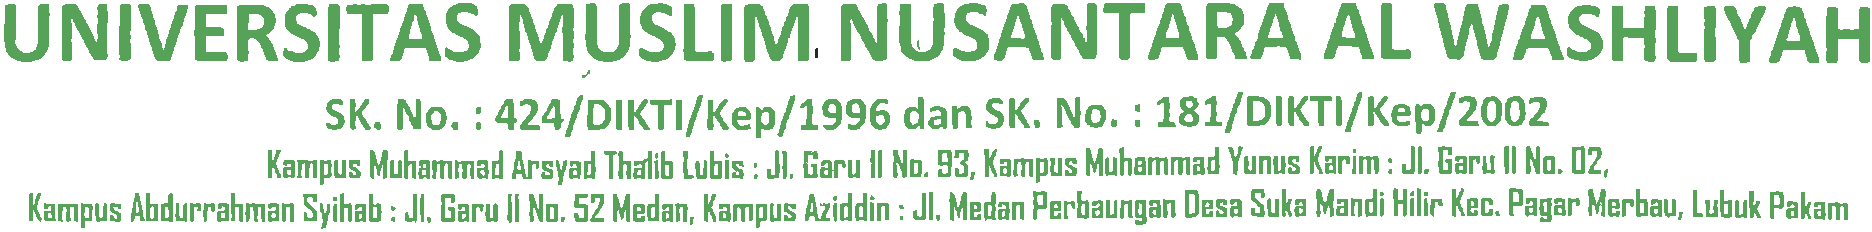 UNIVERSITAS MUSLIM NUSANTARA AL WASHLIYAH
SK. No. : 424/DIKTI/Kep/1996 dan SK. No. : 181/DIKTI/Kep/2002
Kampus Muhammad Arsyad Thalib Lubis : Jl. Garu II No. 93, Kampus Muhammad Yunus Karim : Jl. Garu II No. 02,
Kampus Abdurrahman Syihab : Jl. Garu II No. 52 Medan, Kampus Aziddin : Jl. Medan Perbaungan Desa Suka Mandi Hilir Kec. Pagar Merbau, Lubuk Pakam